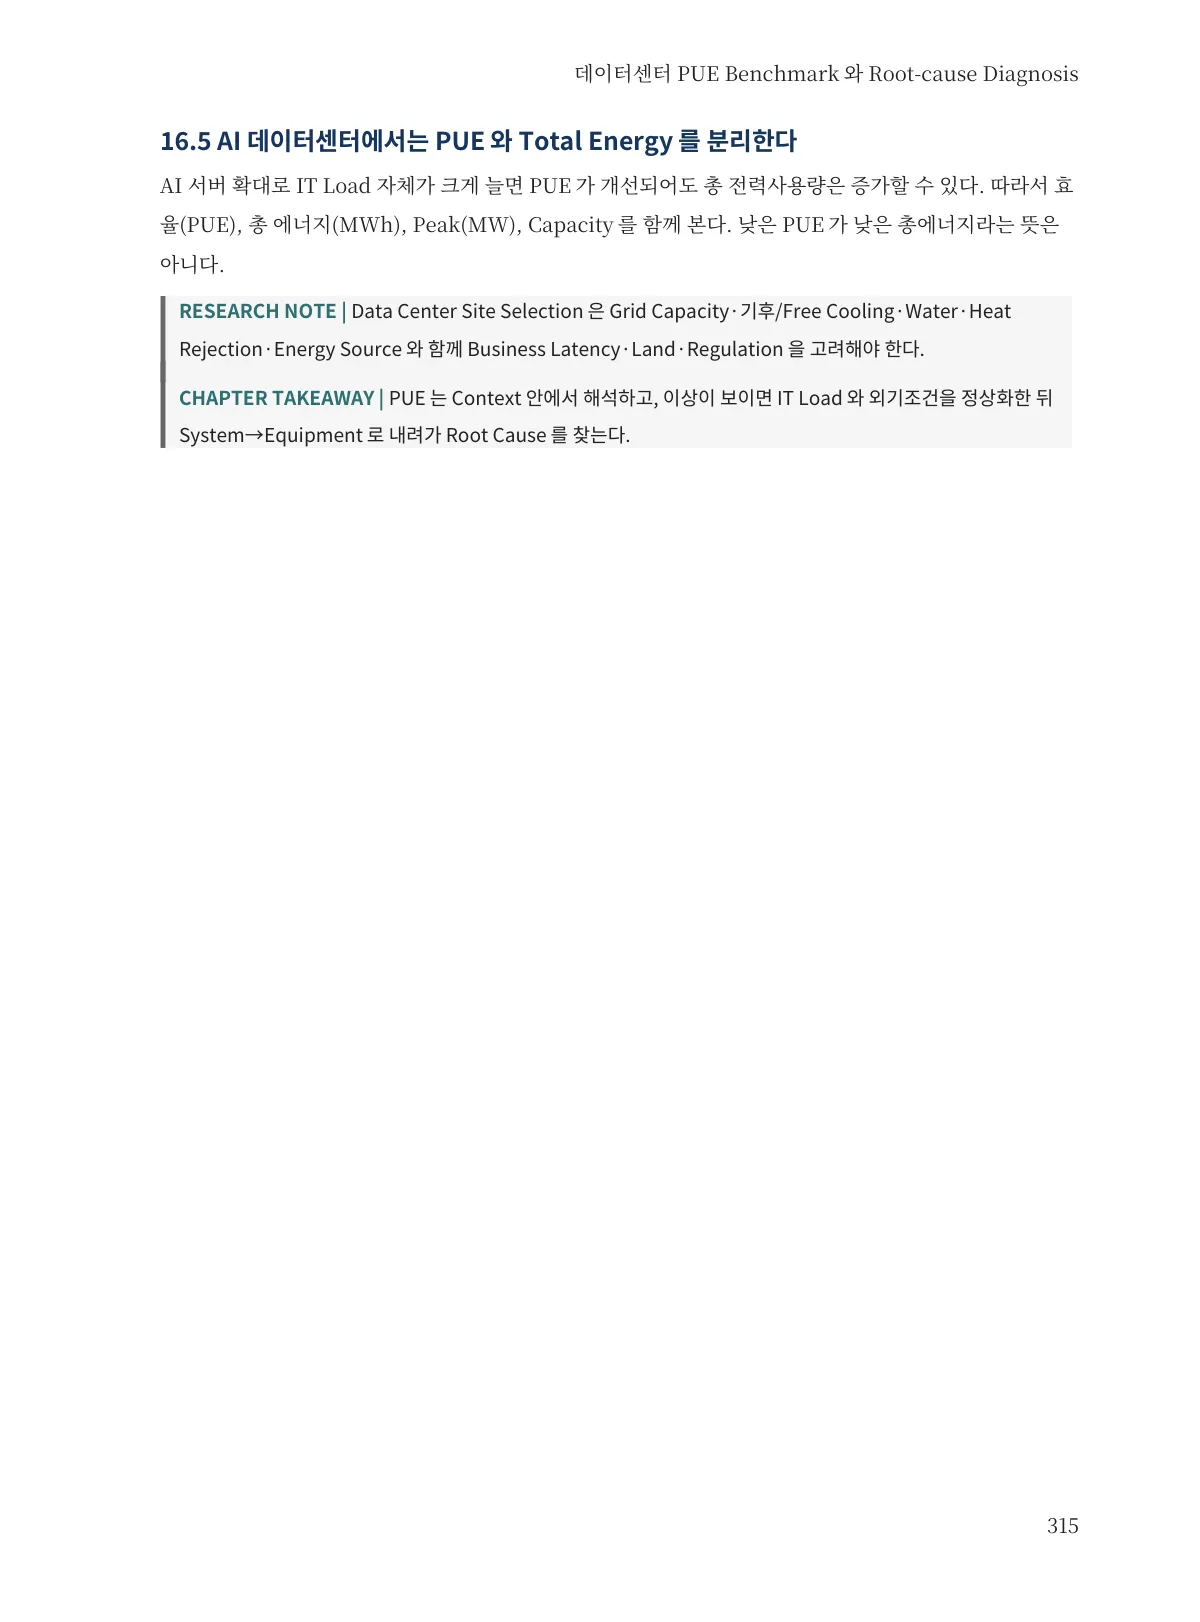 데이터센터 PUE Benchmark 와 Root-cause Diagnosis
16.5 AI 데이터센터에서는 PUE 와 Total Energy 를 분리한다
AI 서버 확대로 IT Load 자체가 크게 늘면 PUE 가 개선되어도 총 전력사용량은 증가할 수 있다. 따라서 효
율(PUE), 총 에너지(MWh), Peak(MW), Capacity 를 함께 본다. 낮은 PUE 가 낮은 총에너지라는 뜻은
아니다.
RESEARCH NOTE | Data Center Site Selection 은 Grid Capacity·기후/Free Cooling·Water·Heat
Rejection·Energy Source 와 함께 Business Latency·Land·Regulation 을 고려해야 한다.
CHAPTER TAKEAWAY | PUE 는 Context 안에서 해석하고, 이상이 보이면 IT Load 와 외기조건을 정상화한 뒤
System→Equipment 로 내려가 Root Cause 를 찾는다.
315